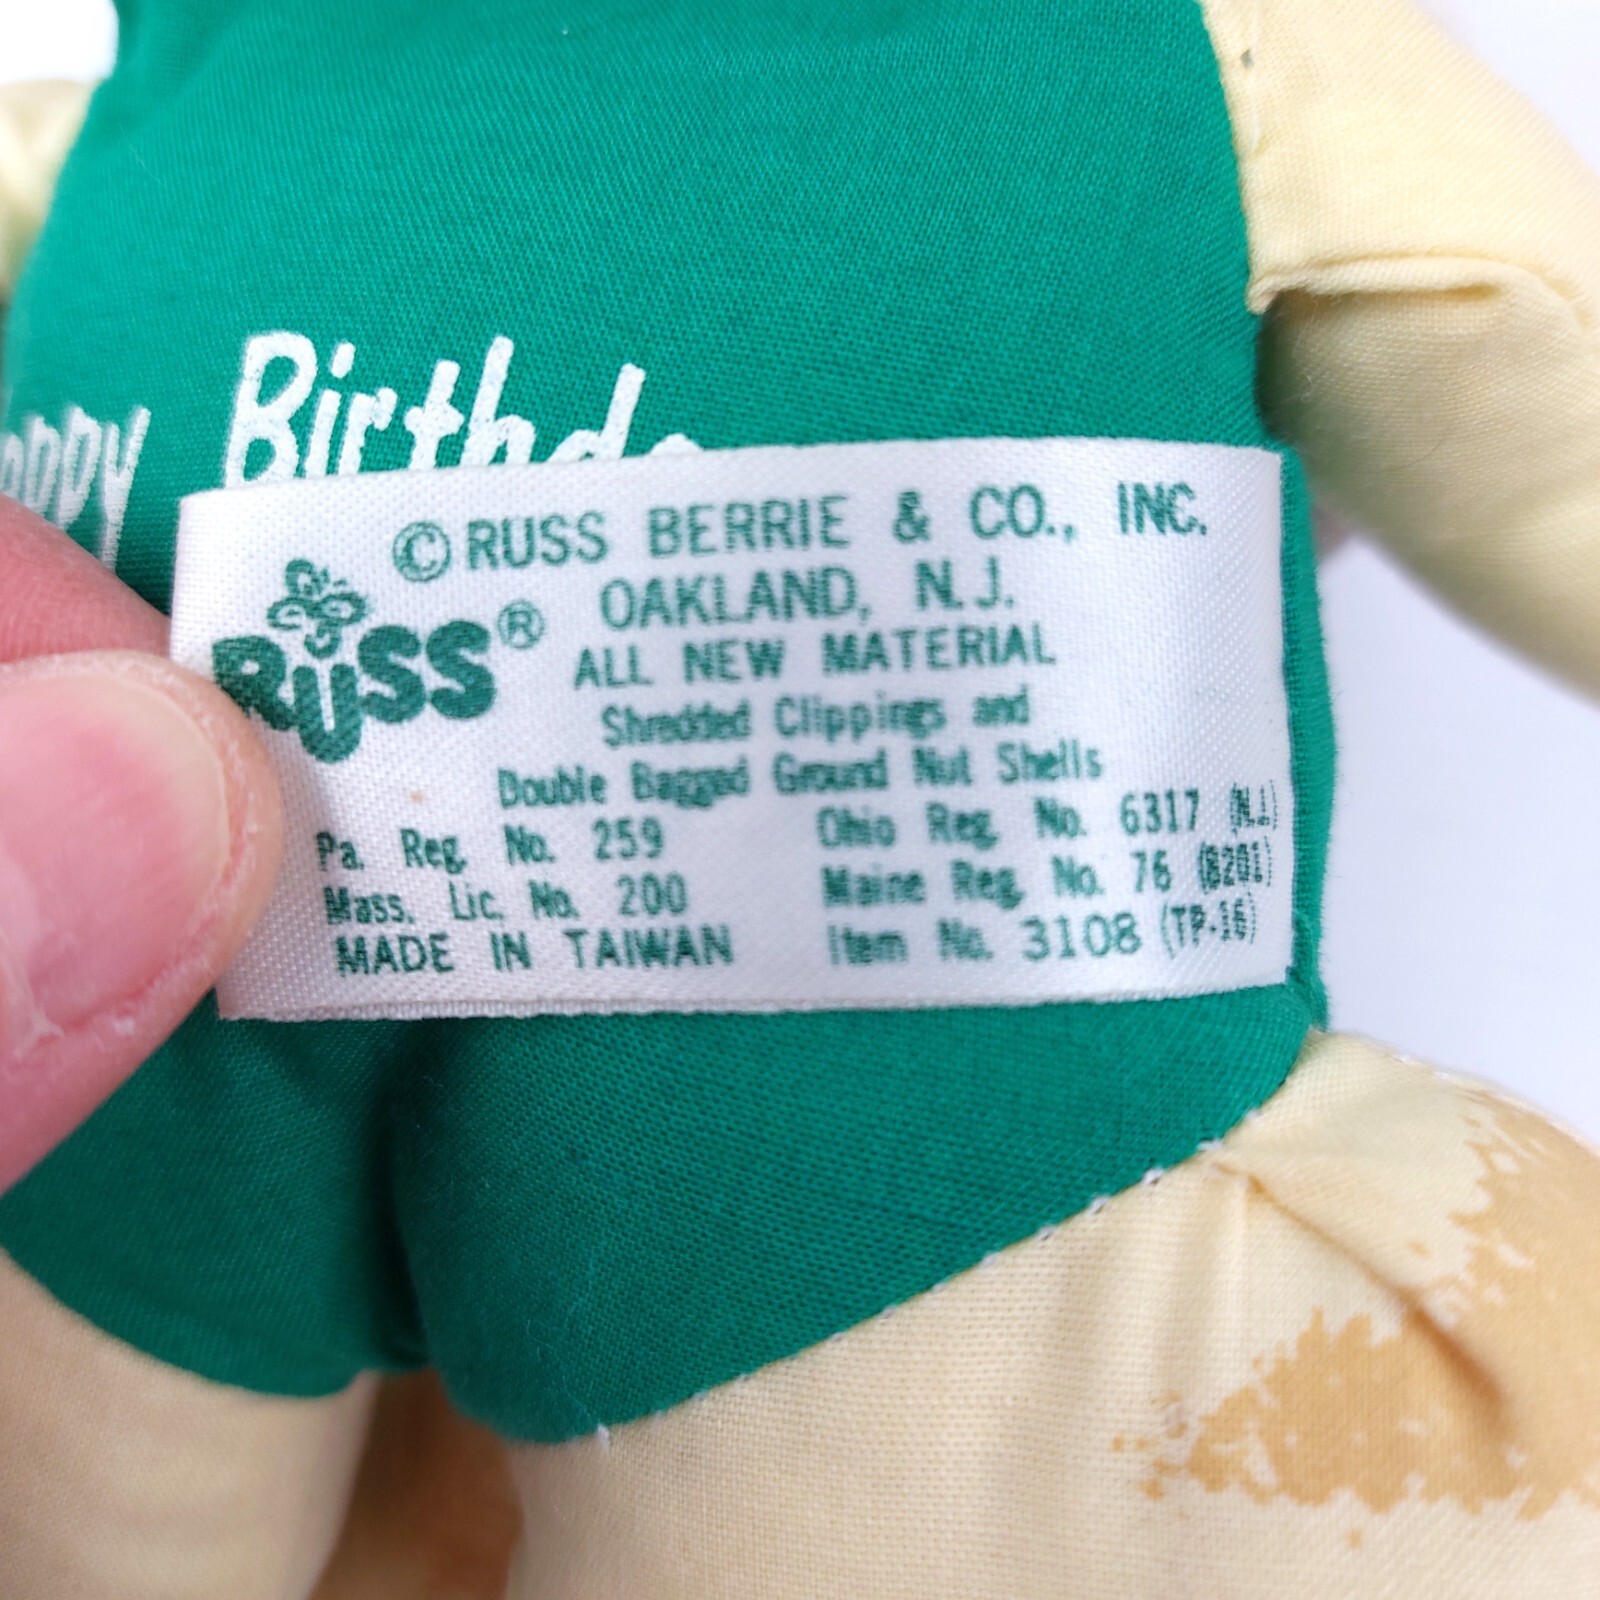 Birthda
© RUSS BERRIE & CO., INC.
RUSS® OAKLAND, N.J.
ALL NEW MATERIAL
Shredded Clippings and
Double Bagged Ground Nut Shells
Pa. Reg. No. 259 Ohio Reg. No. 6317 (N.J.)
Mass. Lic. No. 200 Maine Reg. No. 76 (8201)
MADE IN TAIWAN Item No. 3108 (TP-16)